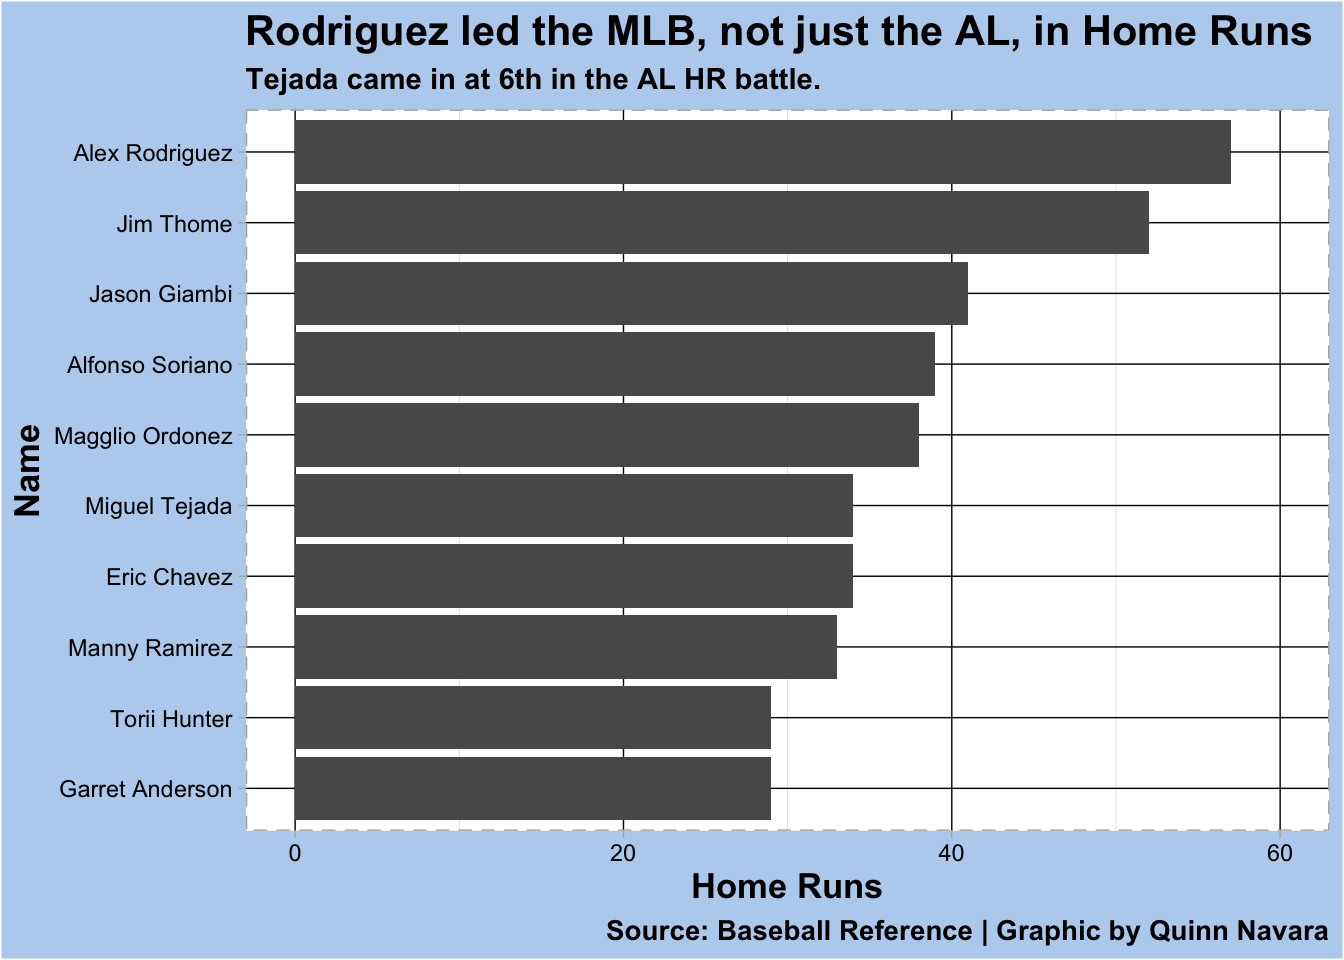 Rodriguez led the MLB, not just the AL, in Home Runs
Tejada came in at 6th in the AL HR battle.
Alex Rodriguez
Jim Thome
Jason Giambi
Alfonso Soriano
Magglio Ordonez
Miguel Tejada
Eric Chavez
Manny Ramirez
Torii Hunter
Garret Anderson
Name
0 20 40 60
Home Runs
Source: Baseball Reference | Graphic by Quinn Navara